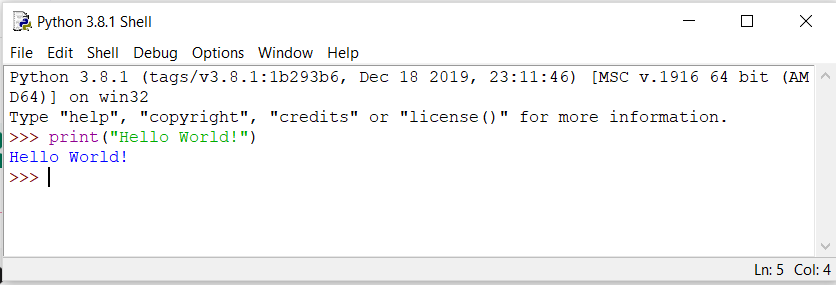 Python 3.8.1 Shell
File Edit Shell Debug Options Window Help
Python 3.8.1 (tags/v3.8.1:1b293b6, Dec 18 2019, 23:11:46) [MSC v.1916 64 bit (AM
D64)] on win32
Type "help", "copyright", "credits" or "license()" for more information.
>>> print("Hello World!")
Hello World!
>>>
Ln: 5 Col: 4